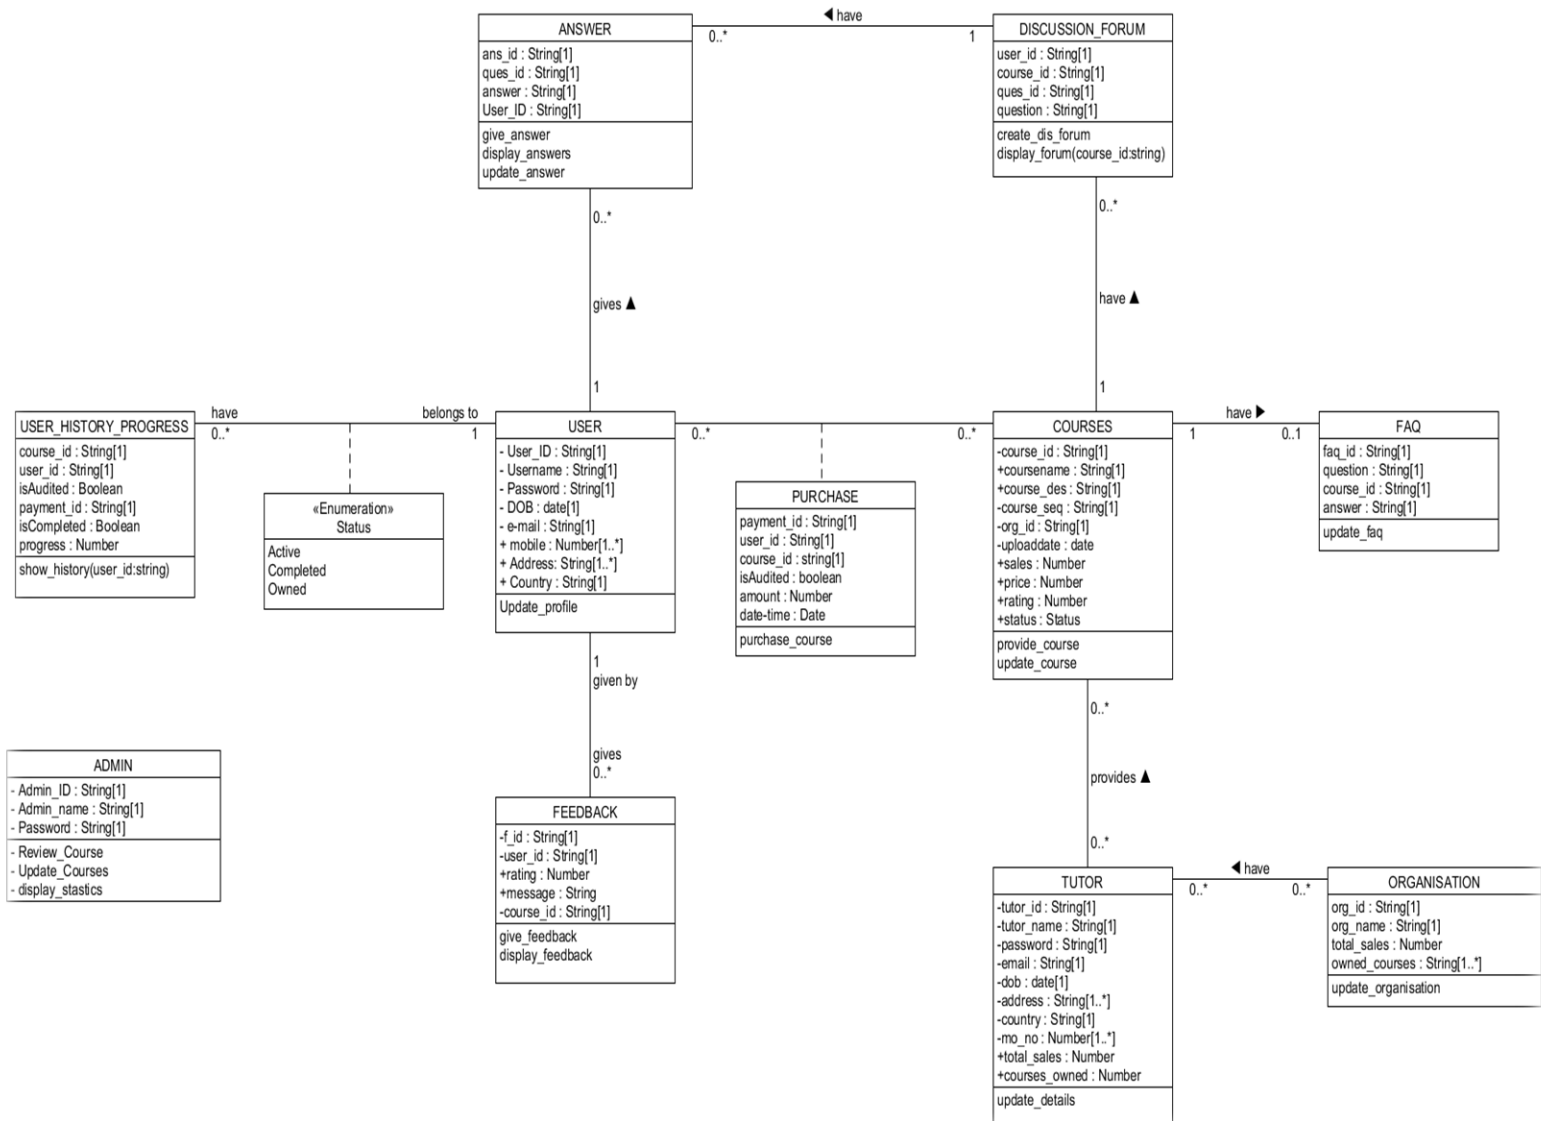 ANSWER
ans_id : String[1]
ques_id : String[1]
answer : String[1]
User_ID : String[1]
give_answer
display_answers
update_answer
◀ have
0..*
1
DISCUSSION_FORUM
user_id : String[1]
course_id : String[1]
ques_id : String[1]
question : String[1]
create_dis_forum
display_forum(course_id:string)
0..*
gives ▲
1
0..*
have ▲
1
USER_HISTORY_PROGRESS
course_id : String[1]
user_id : String[1]
isAudited : Boolean
payment_id : String[1]
isCompleted : Boolean
progress : Number
show_history(user_id:string)
have
0..*
belongs to
1
«Enumeration»
Status
Active
Completed
Owned
USER
- User_ID : String[1]
- Username : String[1]
- Password : String[1]
- DOB : date[1]
- e-mail : String[1]
+ mobile : Number[1..*]
+ Address: String[1..*]
+ Country : String[1]
Update_profile
0..*
0..*
PURCHASE
payment_id : String[1]
user_id : String[1]
course_id : string[1]
isAudited : boolean
amount : Number
date-time : Date
purchase_course
COURSES
-course_id : String[1]
+coursename : String[1]
+course_des : String[1]
-course_seq : String[1]
-org_id : String[1]
-uploaddate : date
+sales : Number
+price : Number
+rating : Number
+status : Status
provide_course
update_course
have ▶
1
0..1
FAQ
faq_id : String[1]
question : String[1]
course_id : String[1]
answer : String[1]
update_faq
1
given by
gives
0..*
0..*
provides ▲
0..*
ADMIN
- Admin_ID : String[1]
- Admin_name : String[1]
- Password : String[1]
- Review_Course
- Update_Courses
- display_stastics
FEEDBACK
-f_id : String[1]
-user_id : String[1]
+rating : Number
+message : String
-course_id : String[1]
give_feedback
display_feedback
TUTOR
-tutor_id : String[1]
-tutor_name : String[1]
-password : String[1]
-email : String[1]
-dob : date[1]
-address : String[1..*]
-country : String[1]
-mo_no : Number[1..*]
+total_sales : Number
+courses_owned : Number
update_details
◀ have
0..*
0..*
ORGANISATION
org_id : String[1]
org_name : String[1]
total_sales : Number
owned_courses : String[1..*]
update_organisation